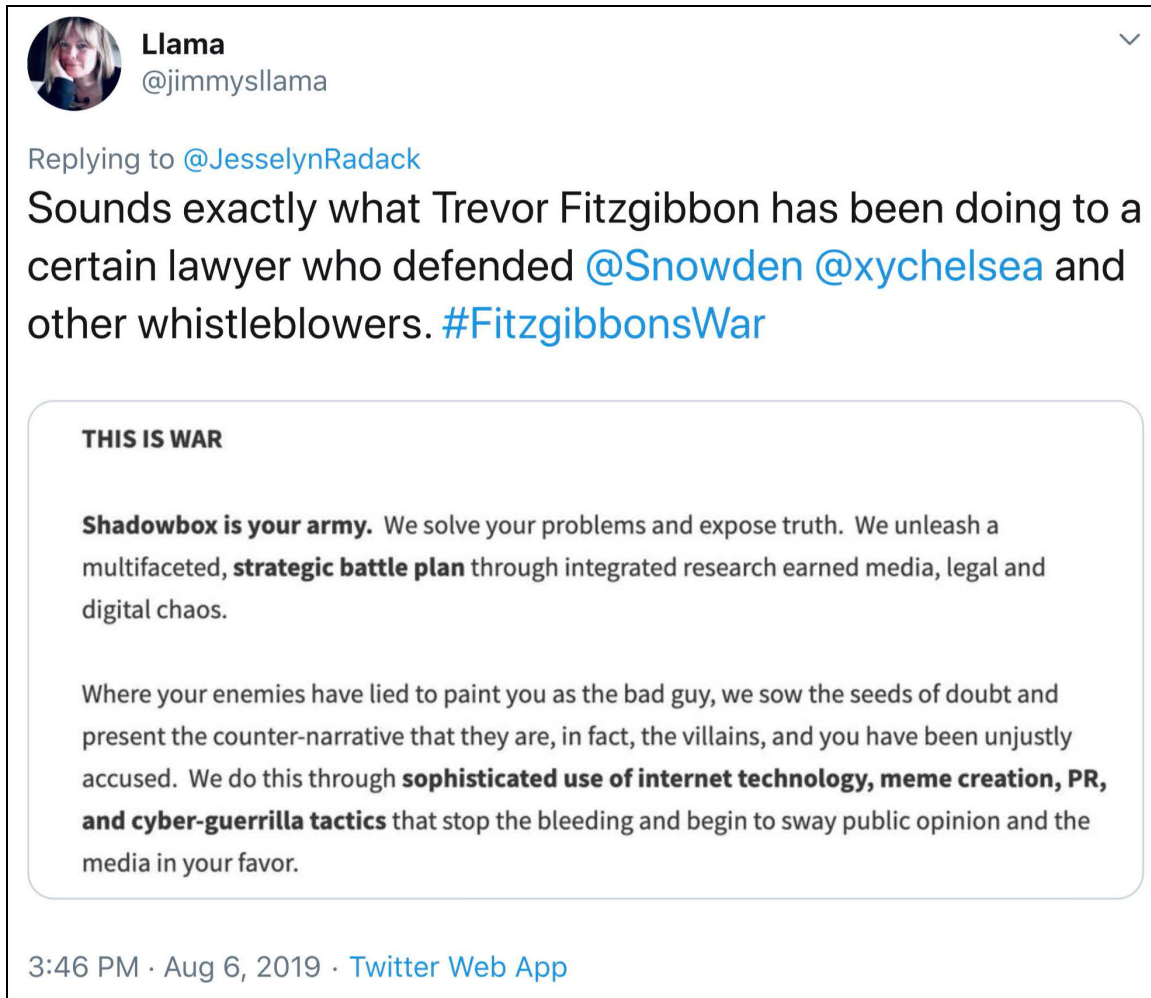 Llama
@jimmysllama
Replying to @JesselynRadack
Sounds exactly what Trevor Fitzgibbon has been doing to a
certain lawyer who defended @Snowden @xychelsea and
other whistleblowers. #FitzgibbonsWar
THIS IS WAR
Shadowbox is your army. We solve your problems and expose truth. We unleash a
multifaceted, strategic battle plan through integrated research earned media, legal and
digital chaos.
Where your enemies have lied to paint you as the bad guy, we sow the seeds of doubt and
present the counter-narrative that they are, in fact, the villains, and you have been unjustly
accused. We do this through sophisticated use of internet technology, meme creation, PR,
and cyber-guerrilla tactics that stop the bleeding and begin to sway public opinion and the
media in your favor.
3:46 PM · Aug 6, 2019 · Twitter Web App